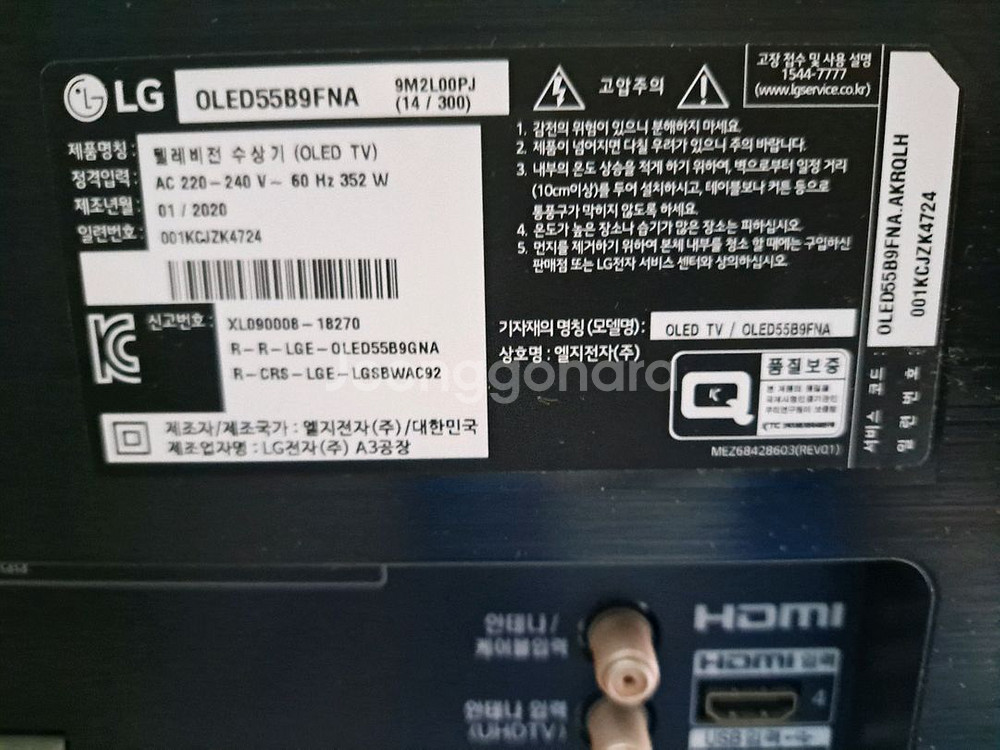 LG
OLED55B9FNA
9M2L00PJ
(14 / 300)
제품명칭:
텔레비전 수상기 (OLED TV)
정격입력:
AC 220-240 V~ 60 Hz 352 W
제조년월:
01 / 2020
일련번호:
001KCJZK4724
신고번호:
XL090008-18270
R-R-LGE-OLED55B9GNA
R-CRS-LGE-LGSBWAC92
제조자/제조국가 : 엘지전자(주)/대한민국
제조업자명 : LG전자(주) A3공장
고압주의
고장 접수 및 사용 설명
1544-7777
(www.lgservice.co.kr)
1. 감전의 위험이 있으니 분해하지 마세요.
2. 제품이 넘어지면 다칠 우려가 있으니 주의 바랍니다.
3. 내부의 온도 상승을 적게 하기 위하여, 벽으로부터 일정 거리
(10cm이상)를 두어 설치하시고, 테이블보나 커튼 등으로
통풍구가 막히지 않도록 하세요.
4. 온도가 높은 장소나 습기가 많은 장소는 피하십시오.
5. 먼지를 제거하기 위하여 본체 내부를 청소 할 때에는 구입하신
판매점 또는 LG전자 서비스 센터와 상의하십시오.
기자재의 명칭(모델명):
OLED TV / OLED55B9FNA
상호명 : 엘지전자(주)
품질보증
MEZ68428603(REV01)
서비스 코드 :
OLED55B9FNA.AKRQLH
일련번호 :
001KCJZK4724
joonggonara
안테나 /
케이블입력
안테나 입력
(UHDTV)
HDMI
HDMI 입력
4